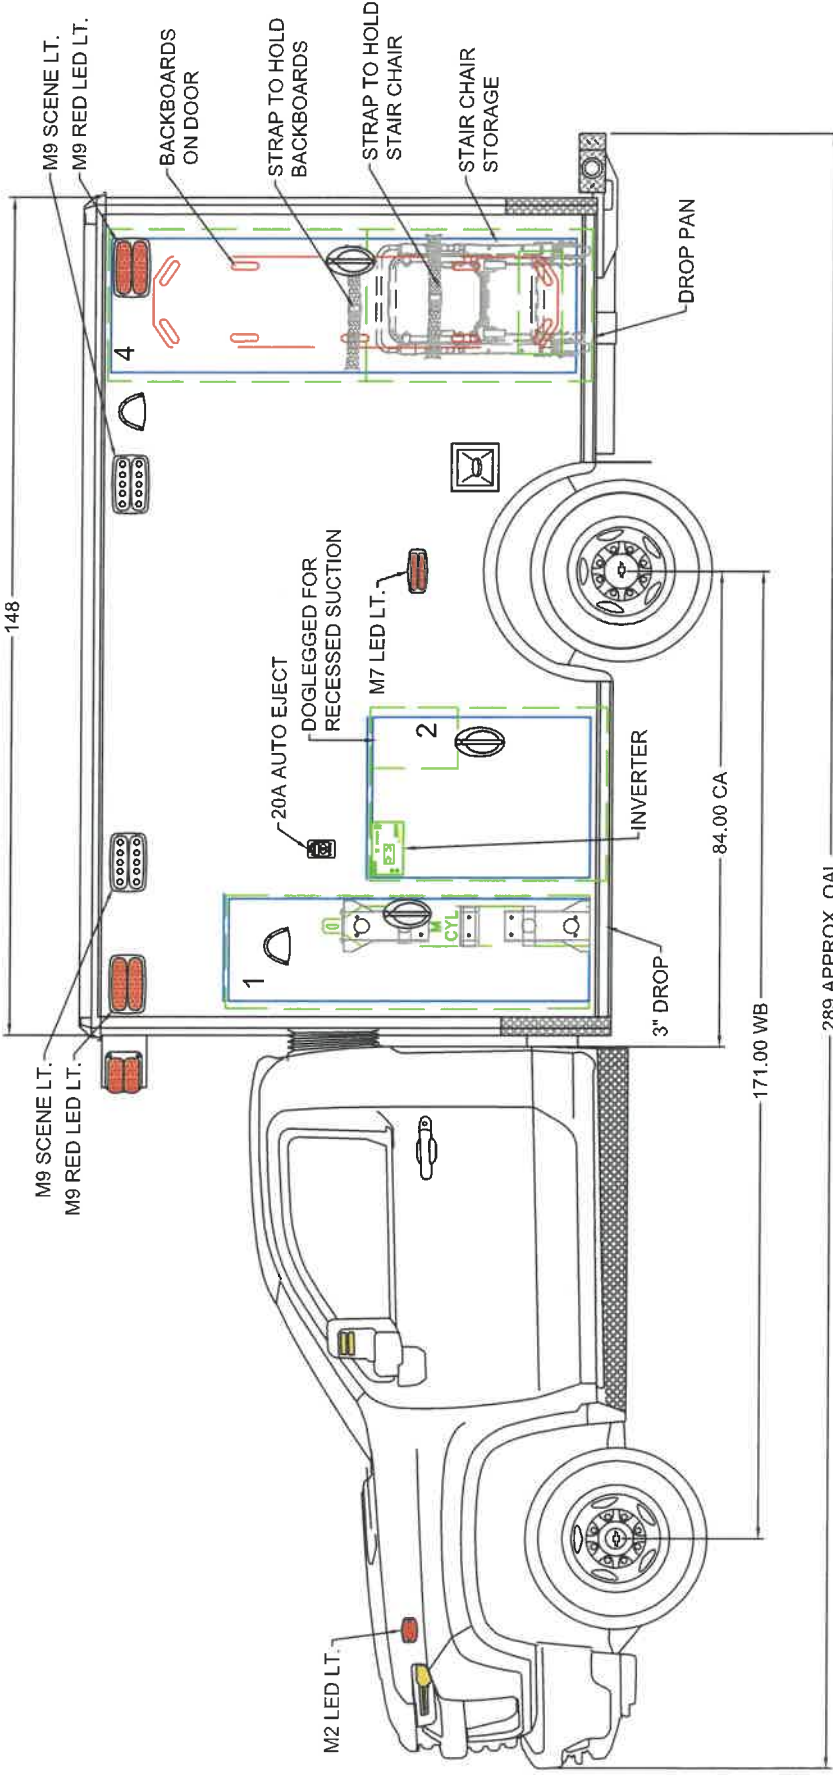 148
M9 SCENE LT.
M9 RED LED LT.
M9 SCENE LT.
M9 RED LED LT.
BACKBOARDS
ON DOOR
STRAP TO HOLD
BACKBOARDS
STRAP TO HOLD
STAIR CHAIR
STAIR CHAIR
STORAGE
DROP PAN
4
20A AUTO EJECT
DOGLEGGED FOR
RECESSED SUCTION
M7 LED LT.
2
1
M
CYL
INVERTER
3" DROP
M2 LED LT.
84.00 CA
171.00 WB
289 APPROX. OAL